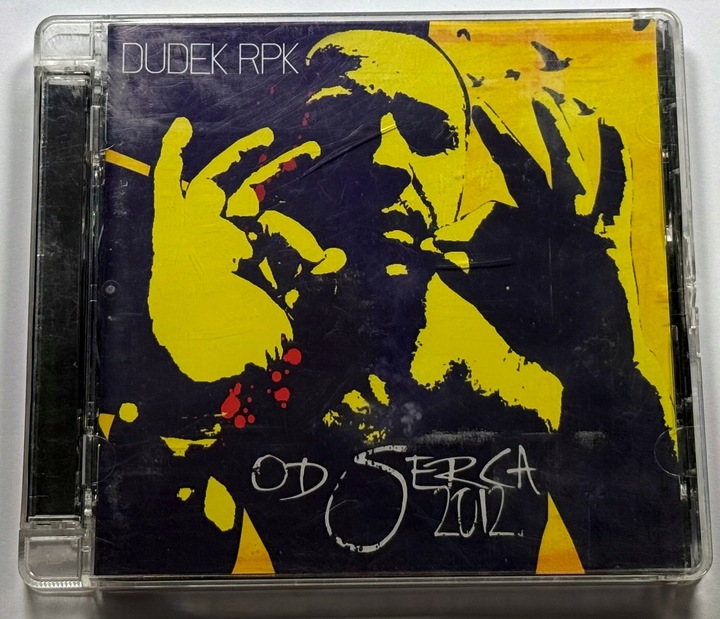 DUDEK RPK
OD SERCA
2012.